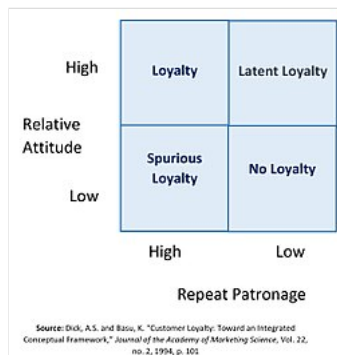 High
Loyalty
Latent Loyalty
Relative
Attitude
Spurious
Loyalty
No Loyalty
Low
High
Low
Repeat Patronage
Source: Dick, A.S. and Basu, K. "Customer Loyalty: Toward an Integrated
Conceptual Framework," Journal of the Academy of Marketing Science, Vol. 22,
no. 2, 1994, p. 101